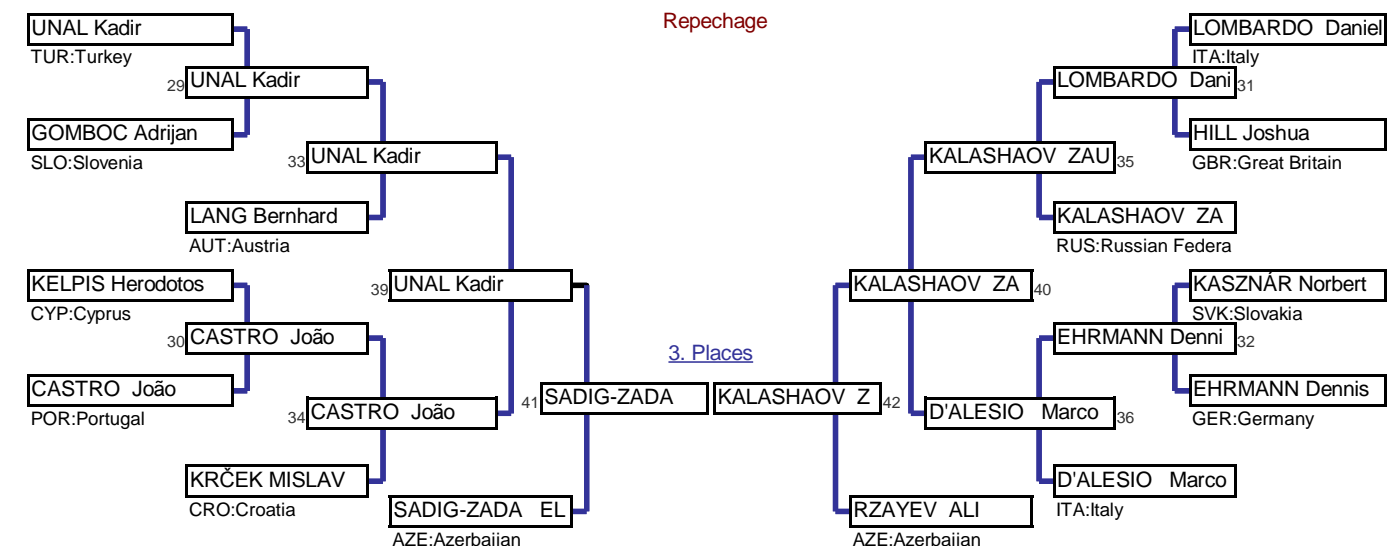 Repechage
UNAL Kadir
TUR:Turkey
29 UNAL Kadir
GOMBOC Adrijan
SLO:Slovenia
33 UNAL Kadir
LANG Bernhard
AUT:Austria
KELPIS Herodotos
CYP:Cyprus
39 UNAL Kadir
30 CASTRO João
CASTRO João
POR:Portugal
34 CASTRO João
KRČEK MISLAV
CRO:Croatia
41 SADIG-ZADA
SADIG-ZADA EL
AZE:Azerbaijan
3. Places
LOMBARDO Daniel
ITA:Italy
LOMBARDO Dani 31
HILL Joshua
GBR:Great Britain
KALASHAOV ZAU 35
KALASHAOV ZA
RUS:Russian Federa
KALASHAOV ZA 40
KASZNÁR Norbert
SVK:Slovakia
EHRMANN Denni 32
EHRMANN Dennis
GER:Germany
KALASHAOV Z 42
D'ALESIO Marco 36
D'ALESIO Marco
ITA:Italy
RZAYEV ALI
AZE:Azerbaijan